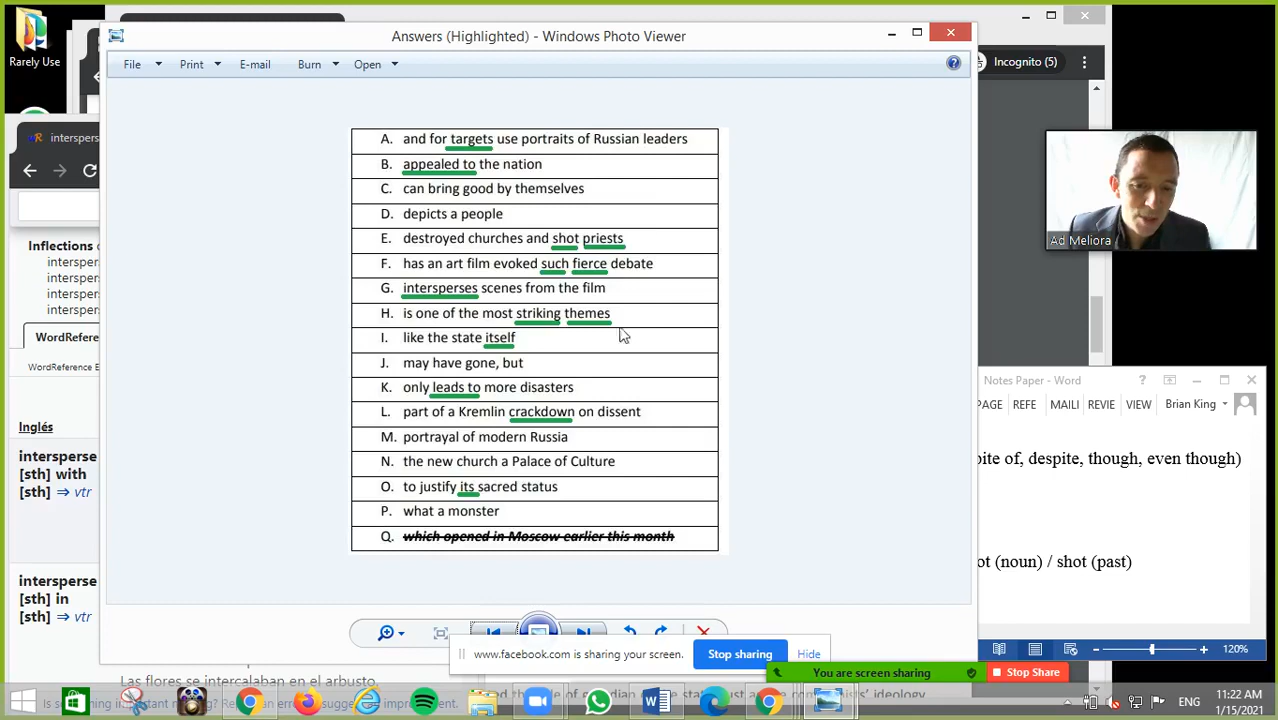 Rarely Use
Answers (Highlighted) - Windows Photo Viewer
File Print E-mail Burn Open
Incognito (5)
interspers
Inflections
intersper
intersper
intersper
intersper
WordRefere
WordReference E
Inglés
intersperse
[sth] with
[sth] ⇒ vtr
intersperse
[sth] in
[sth] ⇒ vtr
A. and for targets use portraits of Russian leaders
B. appealed to the nation
C. can bring good by themselves
D. depicts a people
E. destroyed churches and shot priests
F. has an art film evoked such fierce debate
G. intersperses scenes from the film
H. is one of the most striking themes
I. like the state itself
J. may have gone, but
K. only leads to more disasters
L. part of a Kremlin crackdown on dissent
M. portrayal of modern Russia
N. the new church a Palace of Culture
O. to justify its sacred status
P. what a monster
Q. which opened in Moscow earlier this month
Ad Meliora
Notes Paper - Word
PAGE REFE MAILI REVIE VIEW Brian King
pite of, despite, though, even though)
ot (noun) / shot (past)
120%
www.facebook.com is sharing your screen. Stop sharing Hide
You are screen sharing Stop Share
Las flores se intercalaban en el arbusto.
ENG
11:22 AM
1/15/2021